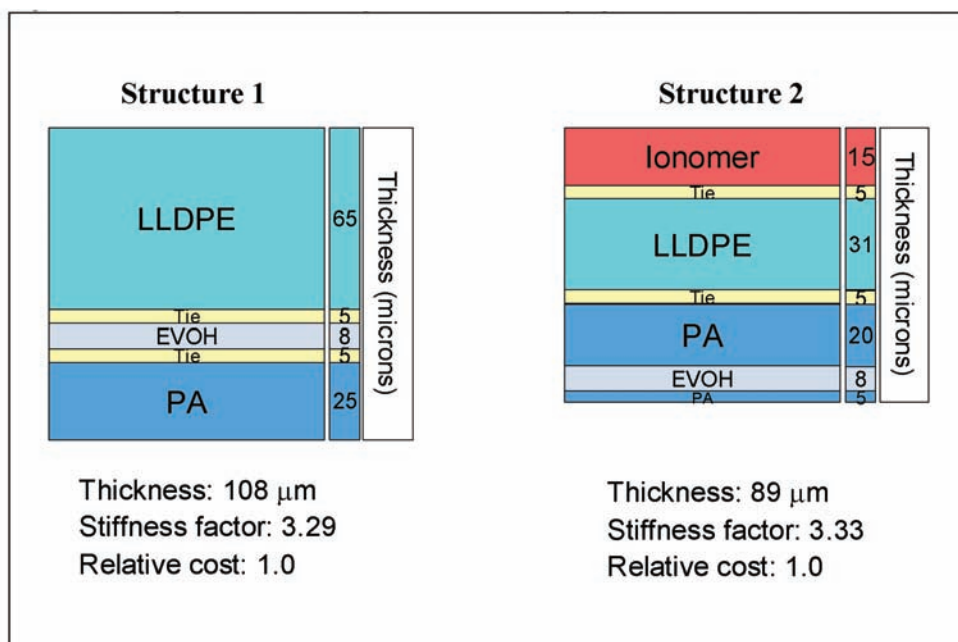 Structure 1
LLDPE
65
Tie
5
EVOH
8
Tie
5
PA
25
Thickness (microns)
Thickness: 108 μm
Stiffness factor: 3.29
Relative cost: 1.0
Structure 2
Ionomer
15
Tie
5
LLDPE
31
Tie
5
PA
20
EVOH
8
PA
5
Thickness (microns)
Thickness: 89 μm
Stiffness factor: 3.33
Relative cost: 1.0